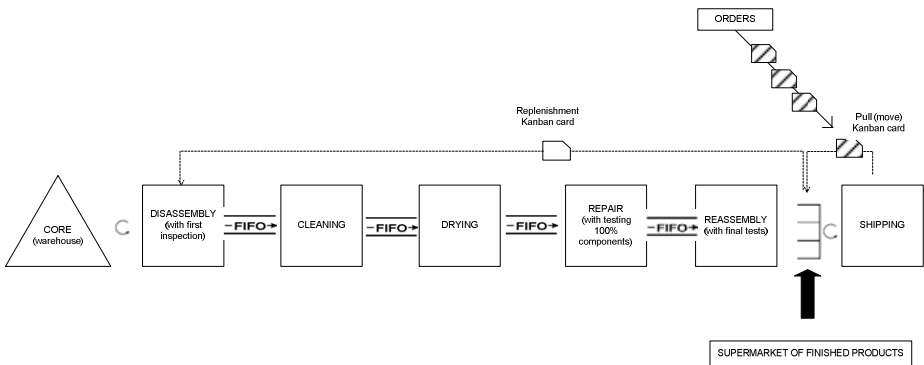 ORDERS
Replenishment
Kanban card
Pull (move)
Kanban card
CORE
(warehouse)
DISASSEMBLY
(with first
inspection)
FIFO
CLEANING
FIFO
DRYING
FIFO
REPAIR
(with testing
100%
components)
FIFO
REASSEMBLY
(with final tests)
SHIPPING
SUPERMARKET OF FINISHED PRODUCTS